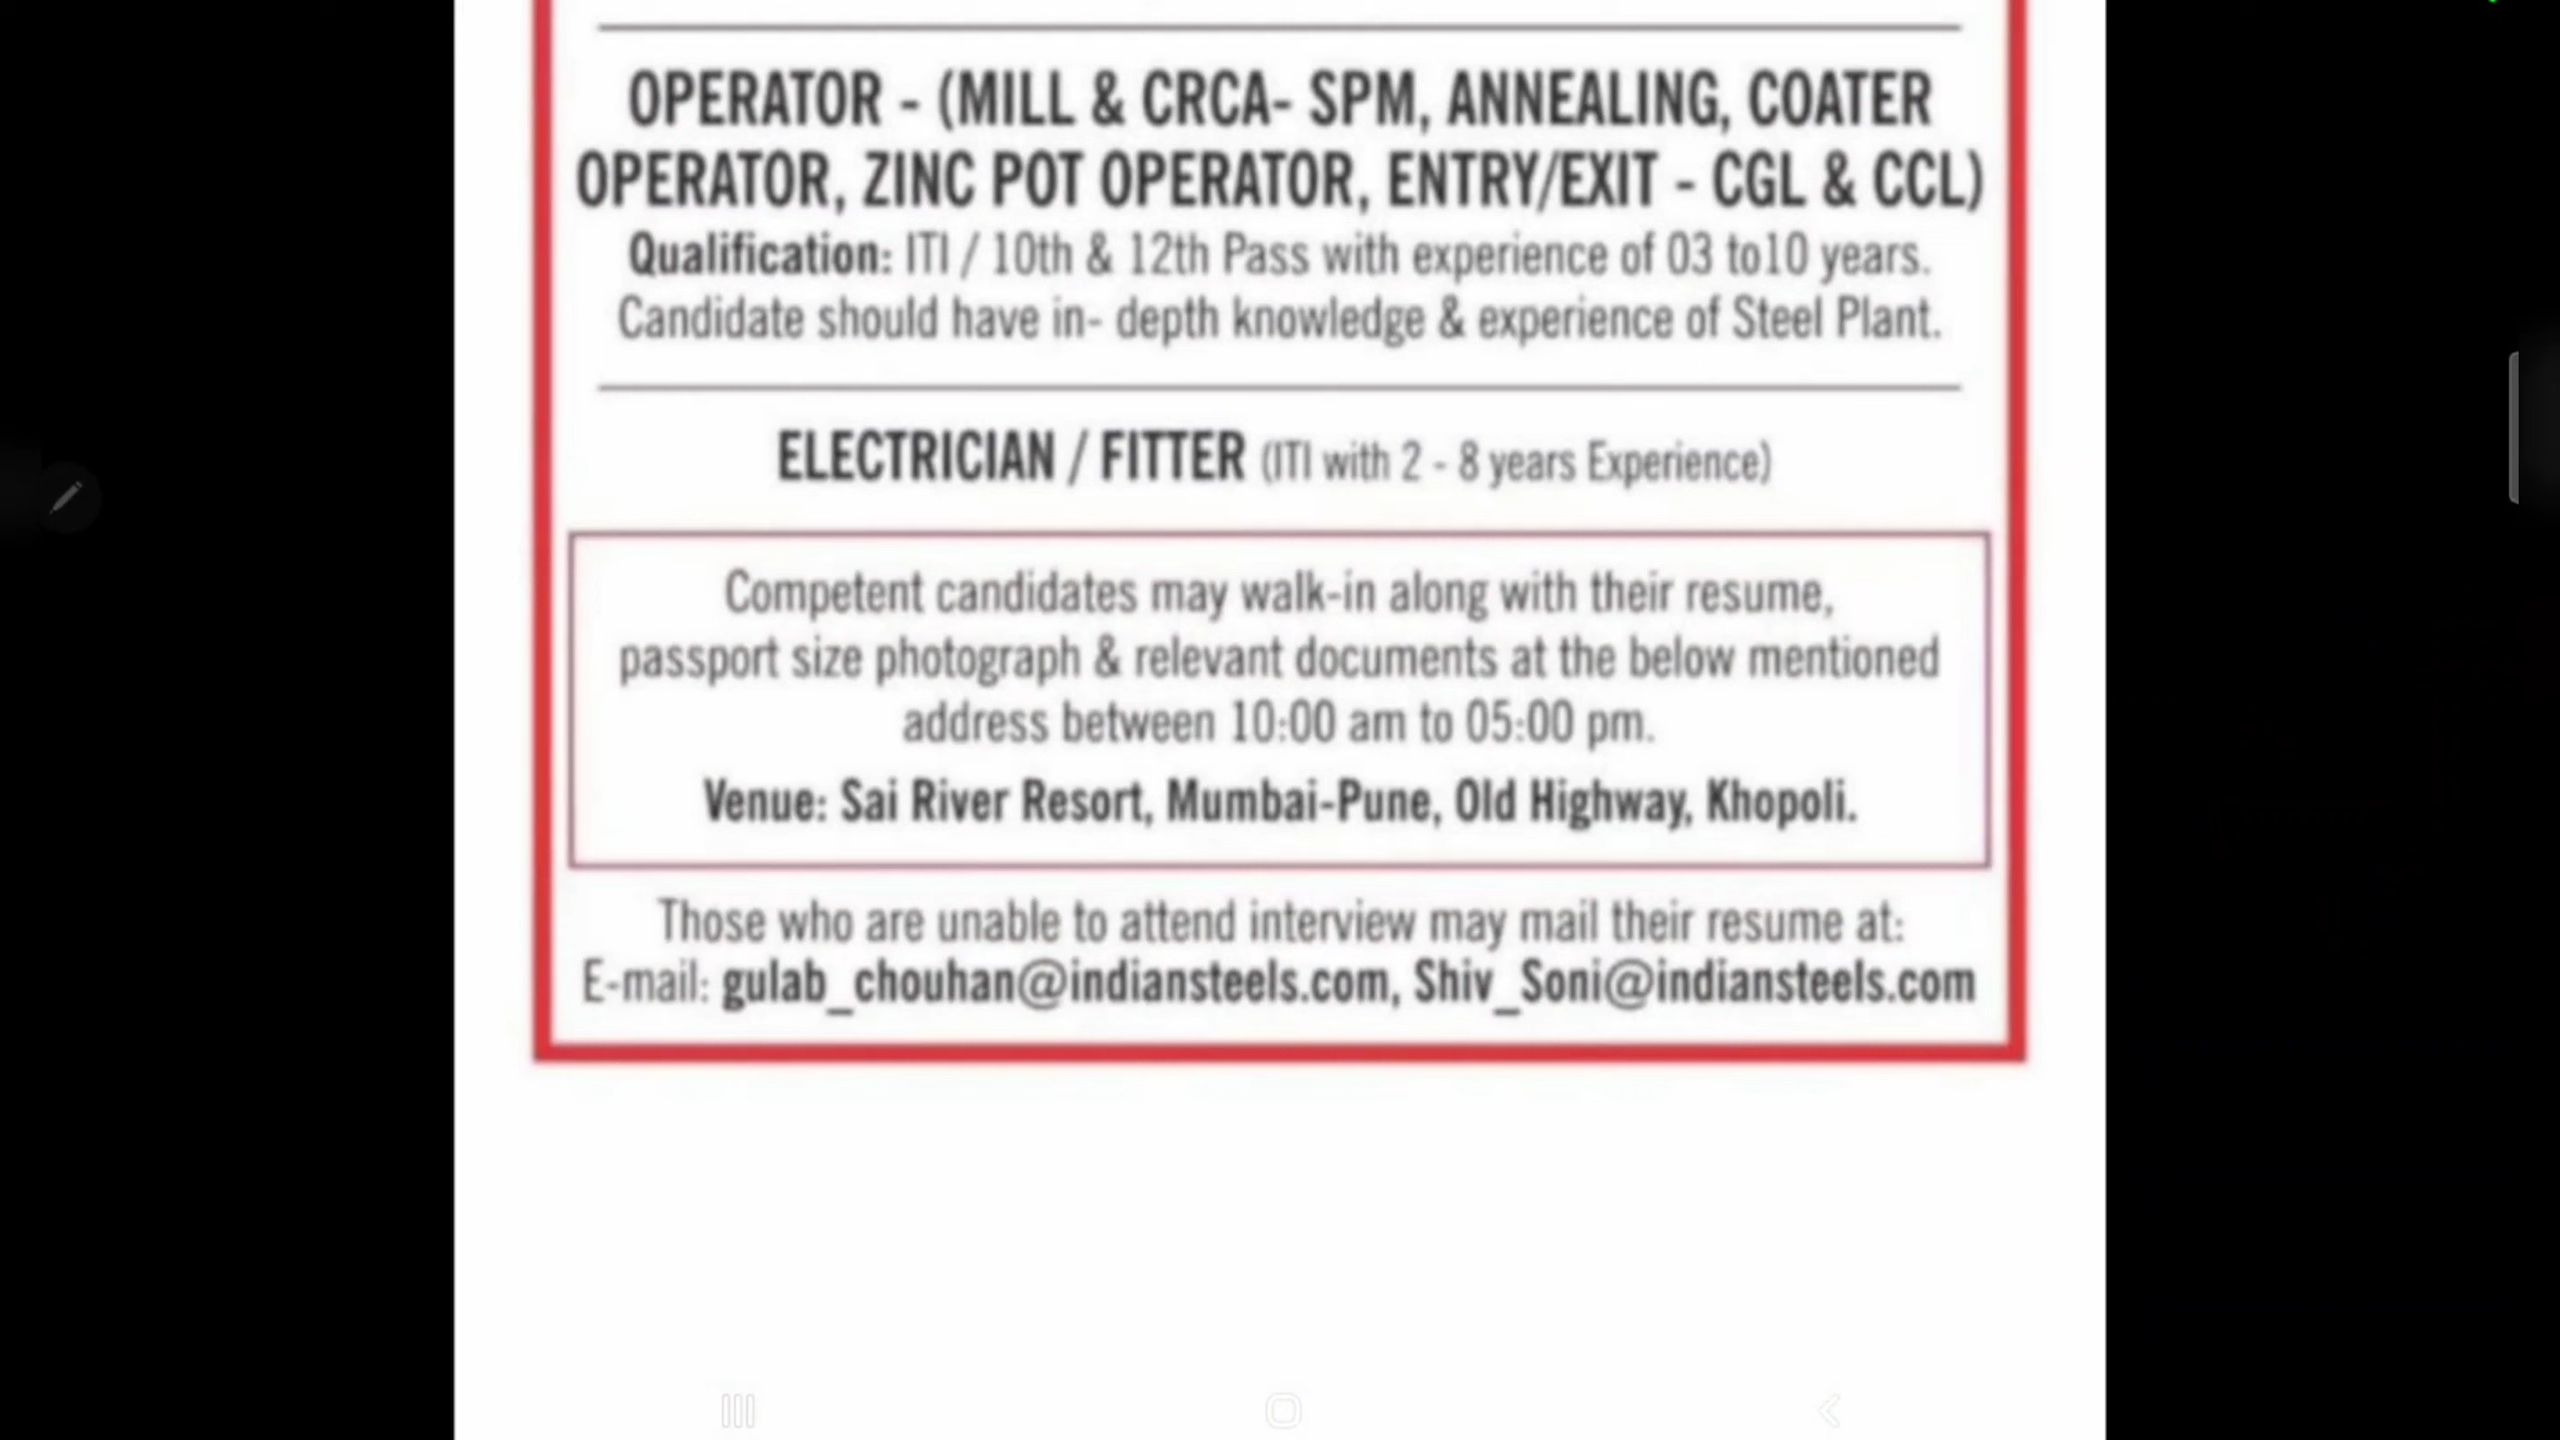 OPERATOR - (MILL & CRCA- SPM, ANNEALING, COATER
OPERATOR, ZINC POT OPERATOR, ENTRY/EXIT - CGL & CCL)
Qualification: ITI / 10th & 12th Pass with experience of 03 to10 years.
Candidate should have in- depth knowledge & experience of Steel Plant.
ELECTRICIAN / FITTER (ITI with 2 - 8 years Experience)
Competent candidates may walk-in along with their resume,
passport size photograph & relevant documents at the below mentioned
address between 10:00 am to 05:00 pm.
Venue: Sai River Resort, Mumbai-Pune, Old Highway, Khopoli.
Those who are unable to attend interview may mail their resume at:
E-mail: gulab_chouhan@indiansteels.com, Shiv_Soni@indiansteels.com